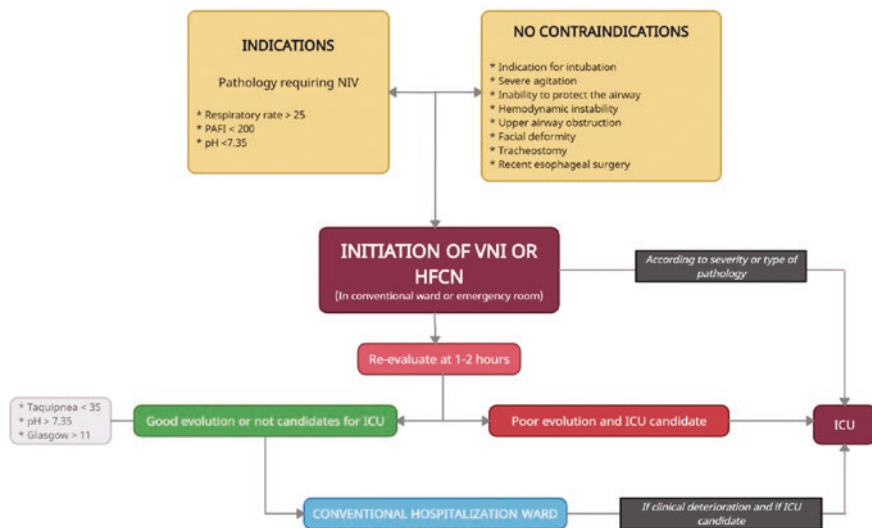 INDICATIONS
Pathology requiring NIV
* Respiratory rate > 25
* PAFI < 200
* pH <7.35
NO CONTRAINDICATIONS
* Indication for intubation
* Severe agitation
* Inability to protect the airway
* Hemodynamic instability
* Upper airway obstruction
* Facial deformity
* Tracheostomy
* Recent esophageal surgery
INITIATION OF VNI OR
HFCN
(In conventional ward or emergency room)
According to severity or type of
pathology
Re-evaluate at 1-2 hours
* Taquipnea < 35
* pH > 7.35
* Glasgow > 11
Good evolution or not candidates for ICU
Poor evolution and ICU candidate
ICU
CONVENTIONAL HOSPITALIZATION WARD
If clinical deterioration and if ICU
candidate